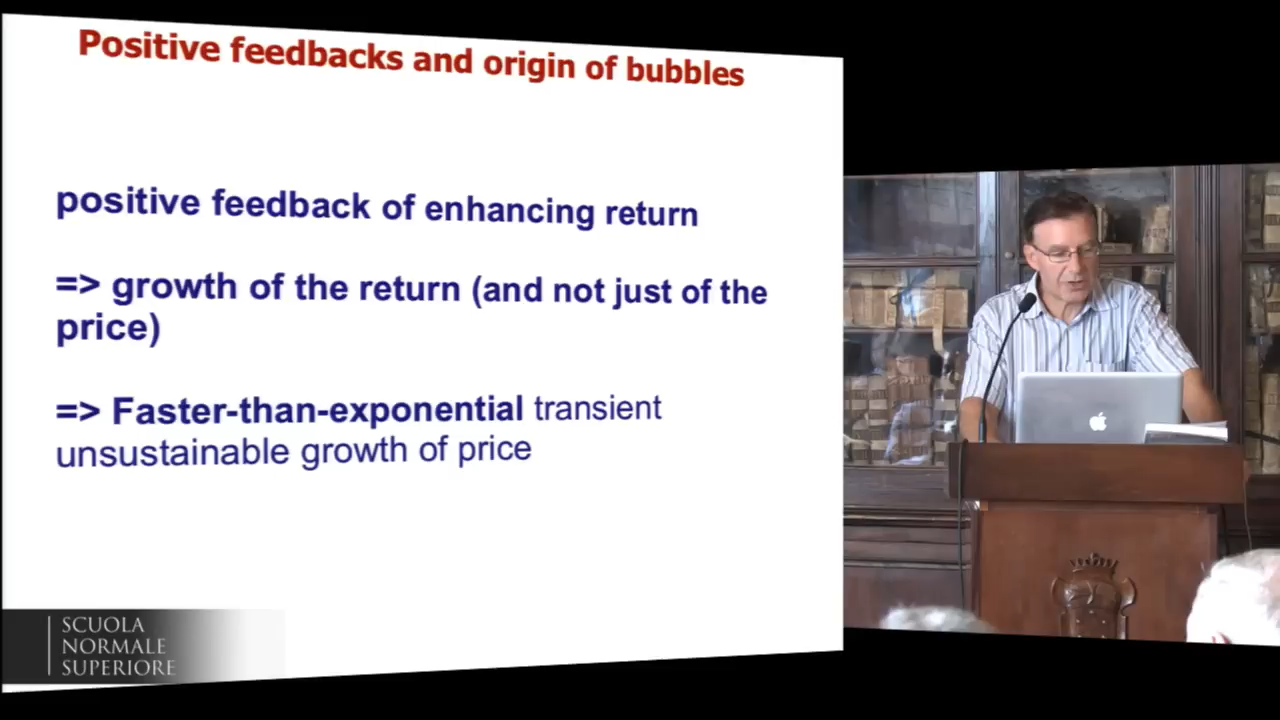 Positive feedbacks and origin of bubbles
positive feedback of enhancing return
=> growth of the return (and not just of the
price)
=> Faster-than-exponential transient
unsustainable growth of price
SCUOLA
NORMALE
SUPERIORE